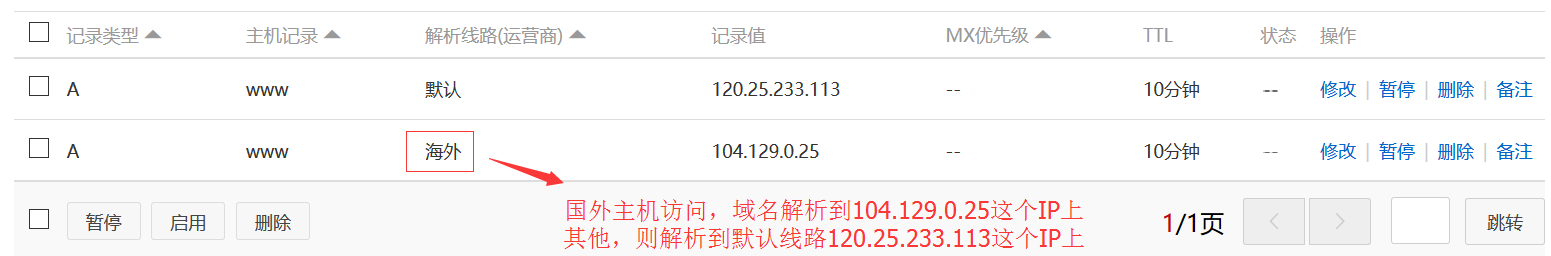 记录类型 主机记录 解析线路(运营商) 记录值 MX优先级 TTL 状态 操作
A www 默认 120.25.233.113 -- 10分钟 -- 修改 | 暂停 | 删除 | 备注
A www 海外 104.129.0.25 -- 10分钟 -- 修改 | 暂停 | 删除 | 备注
暂停 启用 删除 1/1页 < > 跳转
国外主机访问，域名解析到104.129.0.25这个IP上
其他，则解析到默认线路120.25.233.113这个IP上